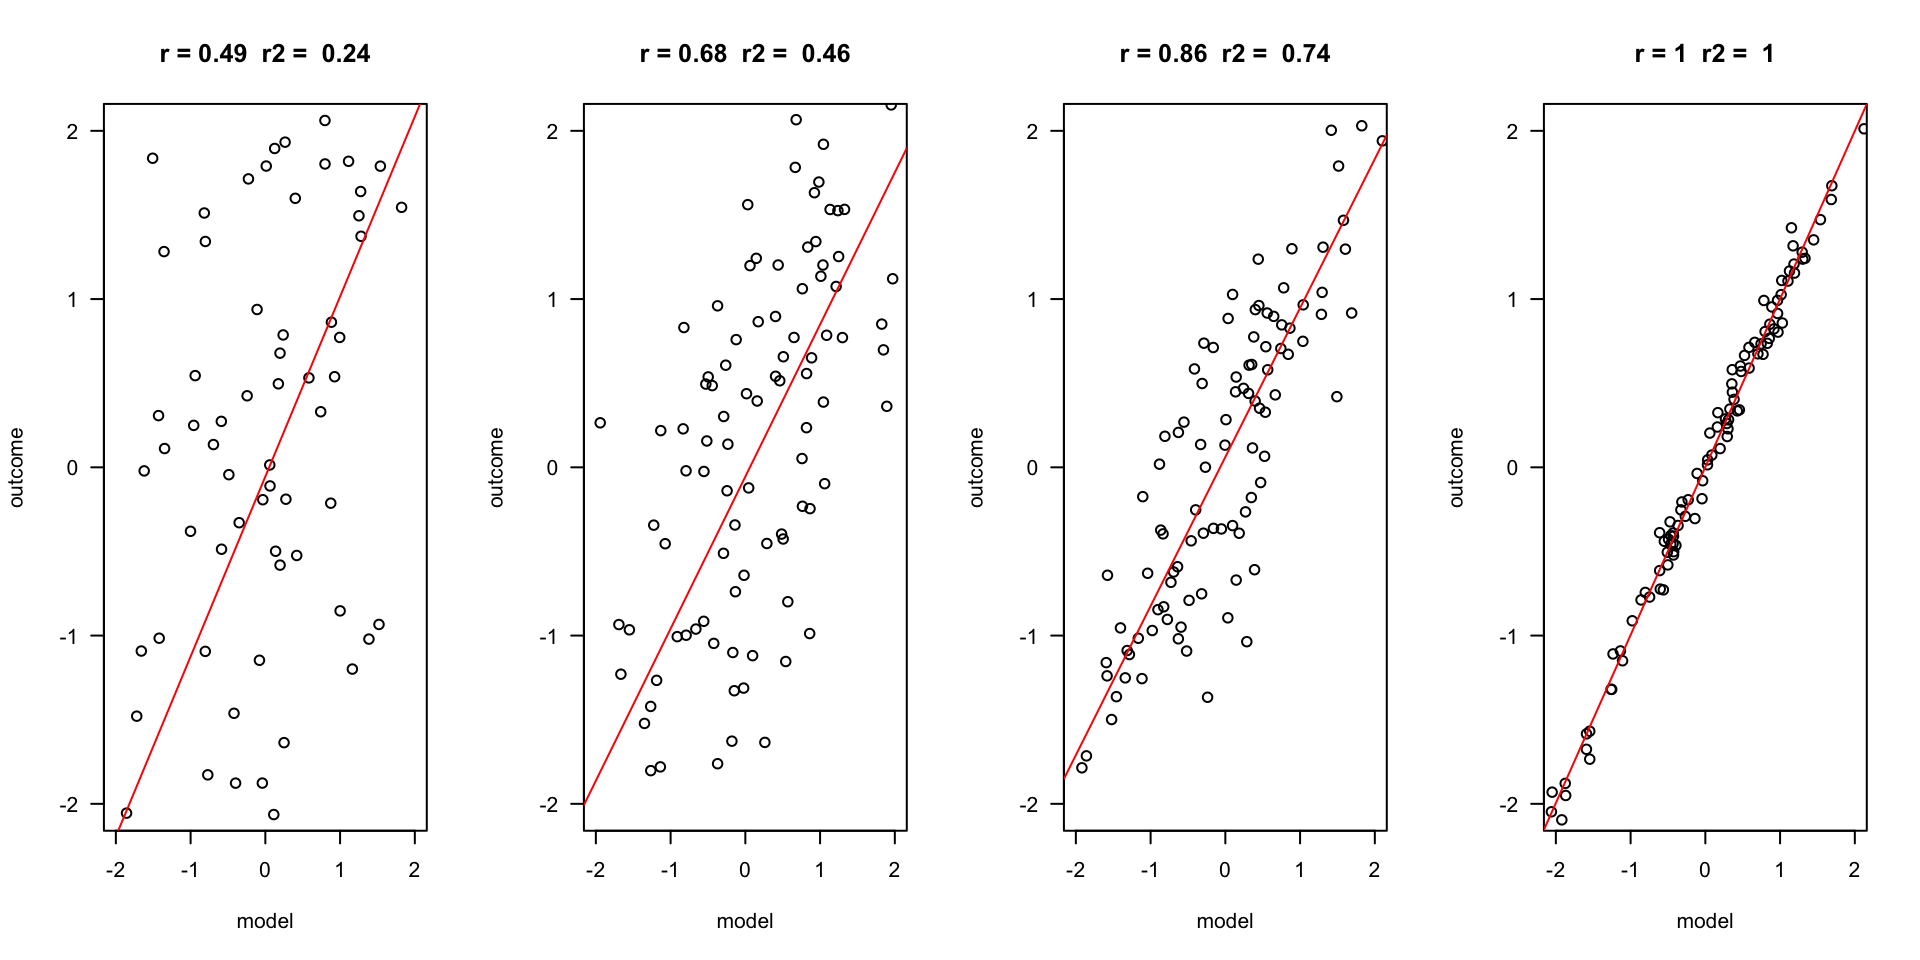 r = 0.49  r2 =  0.24
2
1
0
-1
-2
outcome
-2 -1 0 1 2
model
r = 0.68  r2 =  0.46
2
1
0
-1
-2
outcome
-2 -1 0 1 2
model
r = 0.86  r2 =  0.74
2
1
0
-1
-2
outcome
-2 -1 0 1 2
model
r = 1  r2 =  1
2
1
0
-1
-2
outcome
-2 -1 0 1 2
model